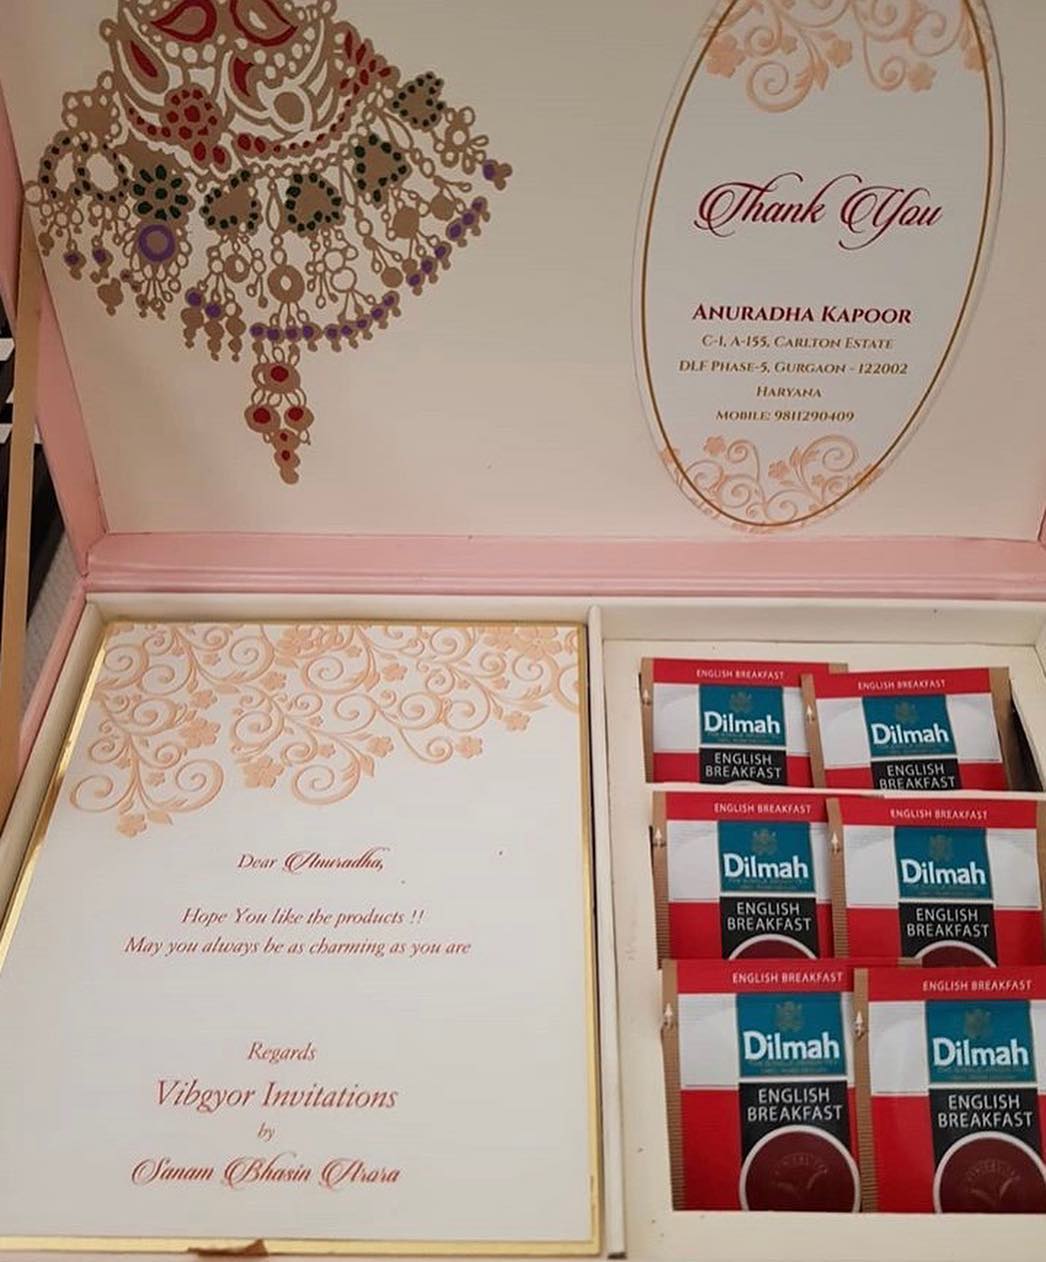 Thank You
ANURADHA KAPOOR
C-1, A-155, CARLTON ESTATE
DLF PHASE-5, GURGAON - 122002
HARYANA
MOBILE: 9811290409
Dear Anuradha,
Hope You like the products !!
May you always be as charming as you are
Regards
Vibgyor Invitations
by
Sanam Bhasin Arora
ENGLISH BREAKFAST
Dilmah
ENGLISH
BREAKFAST
ENGLISH BREAKFAST
Dilmah
ENGLISH
BREAKFAST
ENGLISH BREAKFAST
Dilmah
ENGLISH
BREAKFAST
ENGLISH BREAKFAST
Dilmah
ENGLISH
BREAKFAST
ENGLISH BREAKFAST
Dilmah
ENGLISH
BREAKFAST
ENGLISH BREAKFAST
Dilmah
ENGLISH
BREAKFAST